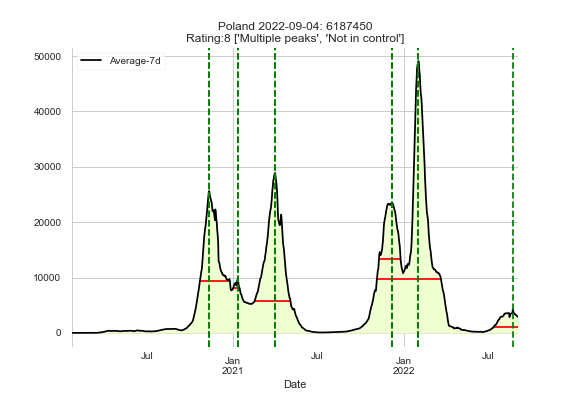 Poland 2022-09-04: 6187450
Rating:8 ['Multiple peaks', 'Not in control']
Average-7d
50000
40000
30000
20000
10000
0
Jul
Jan
2021
Jul
Jan
2022
Jul
Date